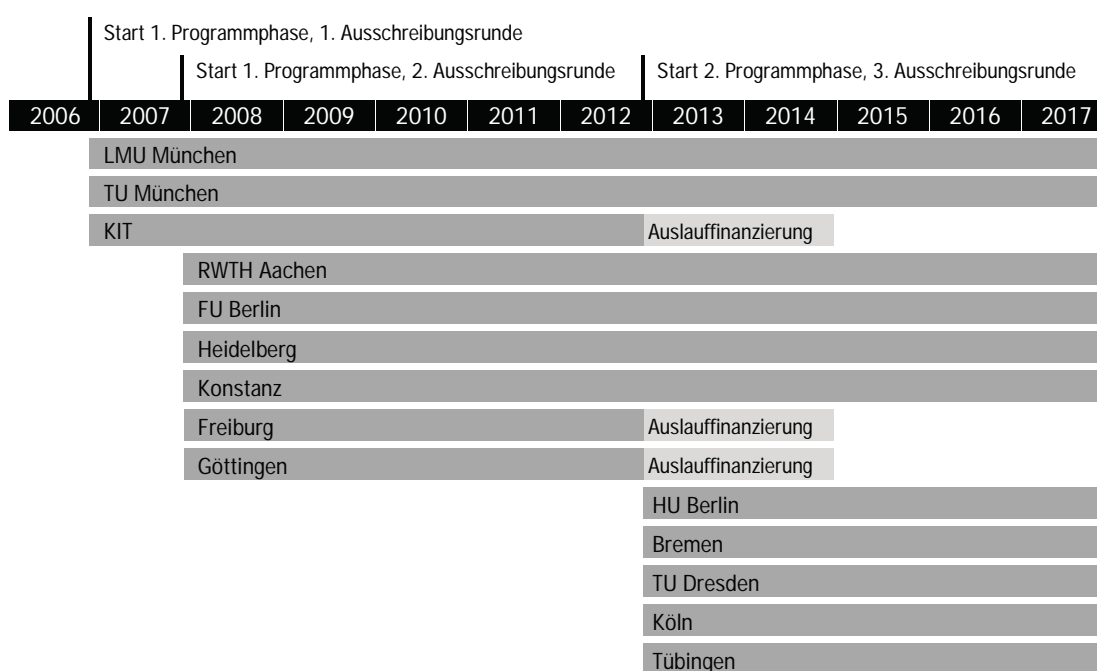 Start 1. Programmphase, 1. Ausschreibungsrunde
Start 1. Programmphase, 2. Ausschreibungsrunde Start 2. Programmphase, 3. Ausschreibungsrunde
2006 2007 2008 2009 2010 2011 2012 2013 2014 2015 2016 2017
LMU München
TU München
KIT Auslauffinanzierung
RWTH Aachen
FU Berlin
Heidelberg
Konstanz
Freiburg Auslauffinanzierung
Göttingen Auslauffinanzierung
HU Berlin
Bremen
TU Dresden
Köln
Tübingen